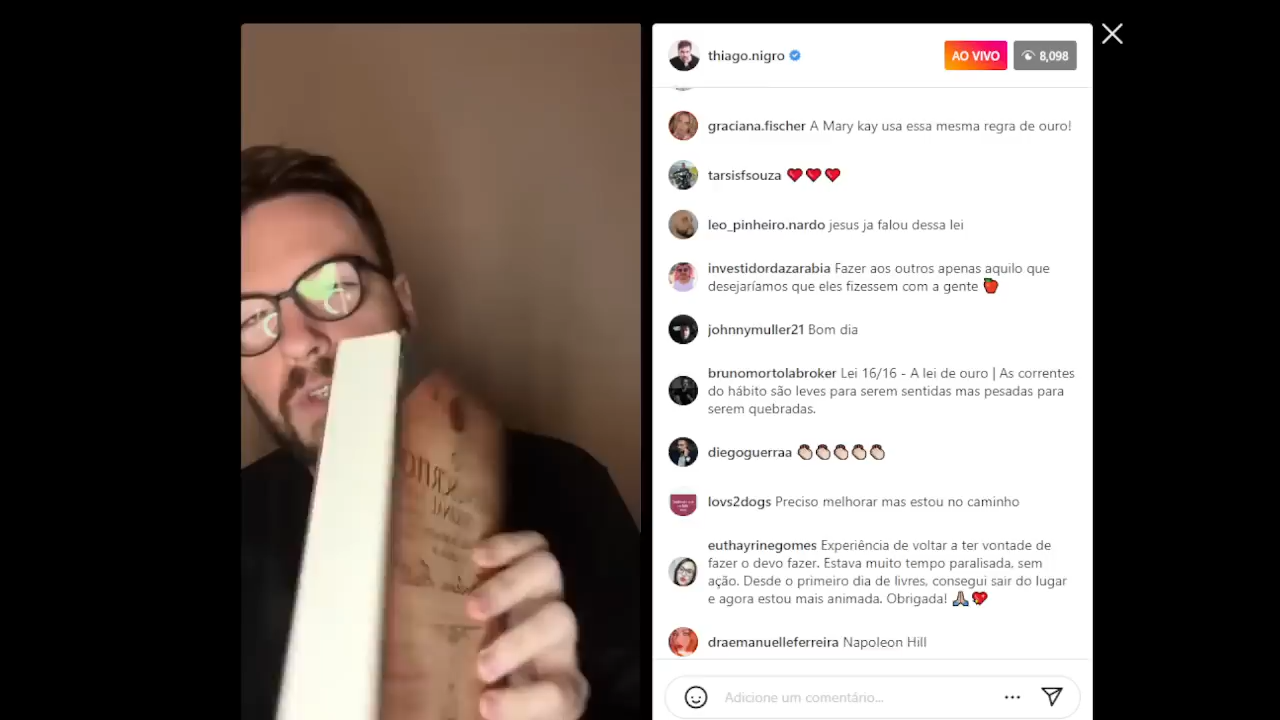 thiago.nigro
AO VIVO
8,098
graciana.fischer A Mary kay usa essa mesma regra de ouro!
tarsisfsouza
leo_pinheiro.nardo jesus ja falou dessa lei
investidordazarabia Fazer aos outros apenas aquilo que
desejaríamos que eles fizessem com a gente
johnnymuller21 Bom dia
brunomortolabroker Lei 16/16 - A lei de ouro | As correntes
do hábito são leves para serem sentidas mas pesadas para
serem quebradas.
diegoguerraa
lovs2dogs Preciso melhorar mas estou no caminho
euthayrinegomes Experiência de voltar a ter vontade de
fazer o devo fazer. Estava muito tempo paralisada, sem
ação. Desde o primeiro dia de livres, consegui sair do lugar
e agora estou mais animada. Obrigada!
draemanuelleferreira Napoleon Hill
Adicione um comentário...